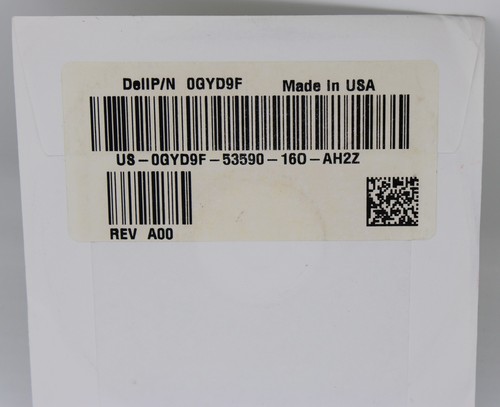 DellP/N 0GYD9F Made In USA
US-0GYD9F-53590-16O-AH2Z
REV A00